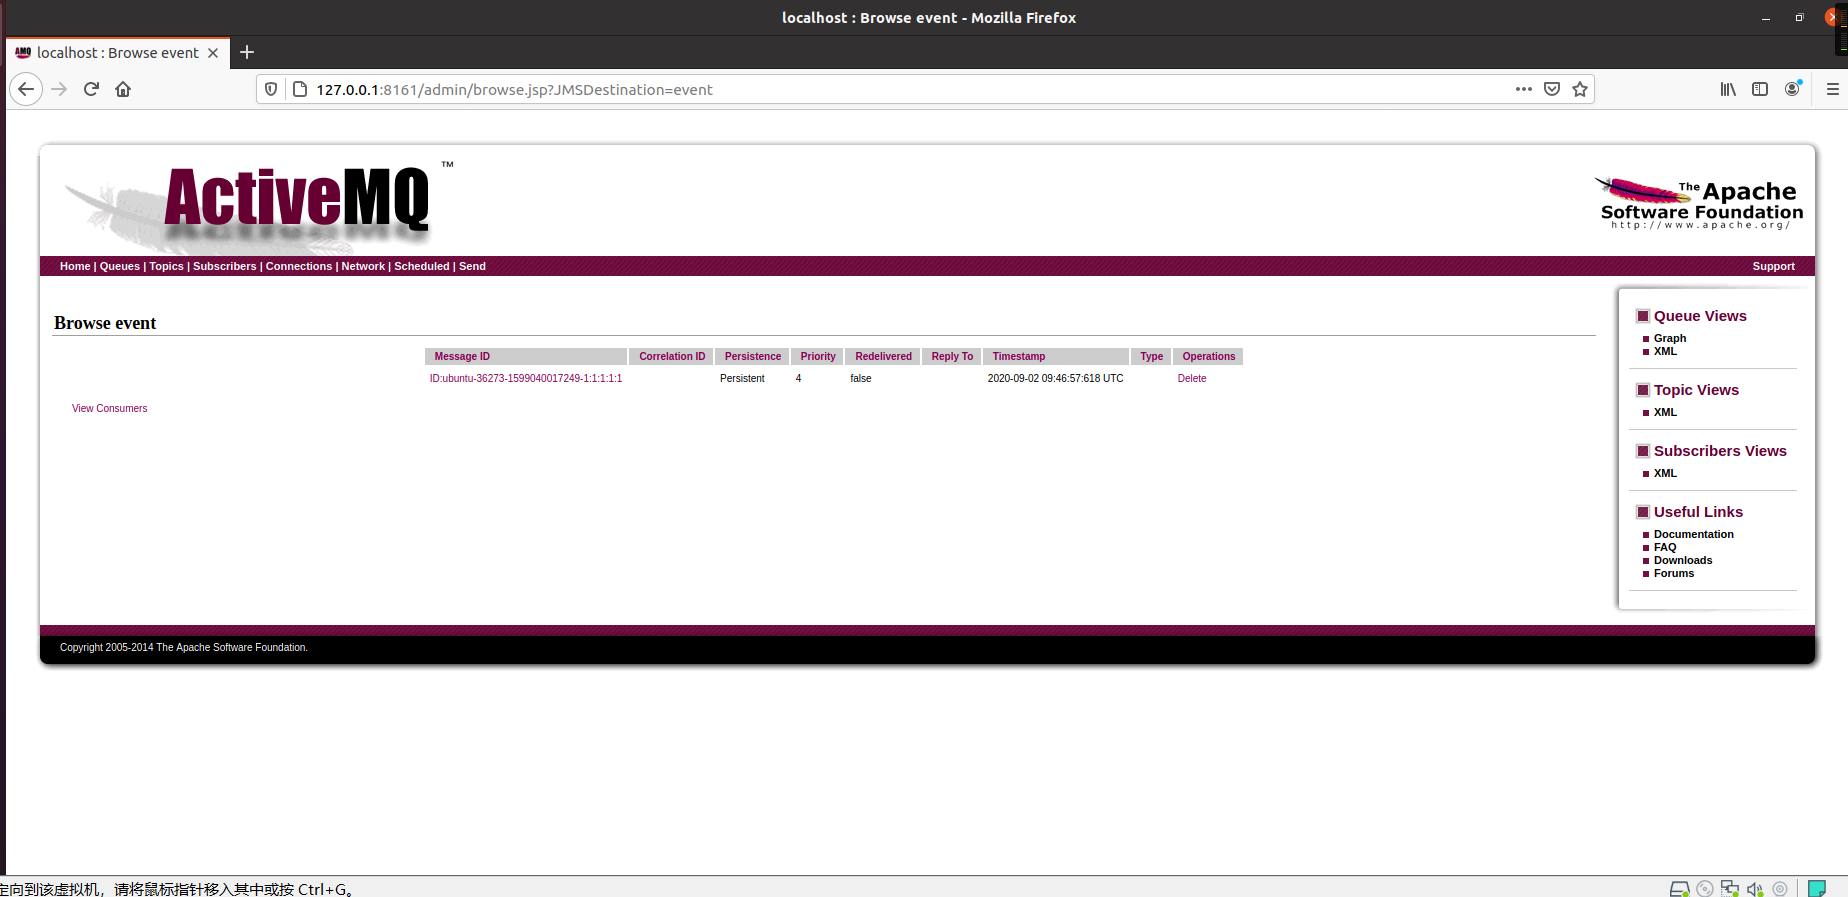 localhost : Browse event - Mozilla Firefox
AMQ localhost : Browse event
127.0.0.1:8161/admin/browse.jsp?JMSDestination=event
ActiveMQ ™
The Apache
Software Foundation
http://www.apache.org/
Home | Queues | Topics | Subscribers | Connections | Network | Scheduled | Send
Support
Browse event
Message ID Correlation ID Persistence Priority Redelivered Reply To Timestamp Type Operations
ID:ubuntu-36273-1599040017249-1:1:1:1:1 Persistent 4 false 2020-09-02 09:46:57:618 UTC Delete
View Consumers
Queue Views
Graph
XML
Topic Views
XML
Subscribers Views
XML
Useful Links
Documentation
FAQ
Downloads
Forums
Copyright 2005-2014 The Apache Software Foundation.
定向到该虚拟机，请将鼠标指针移入其中或按 Ctrl+G。